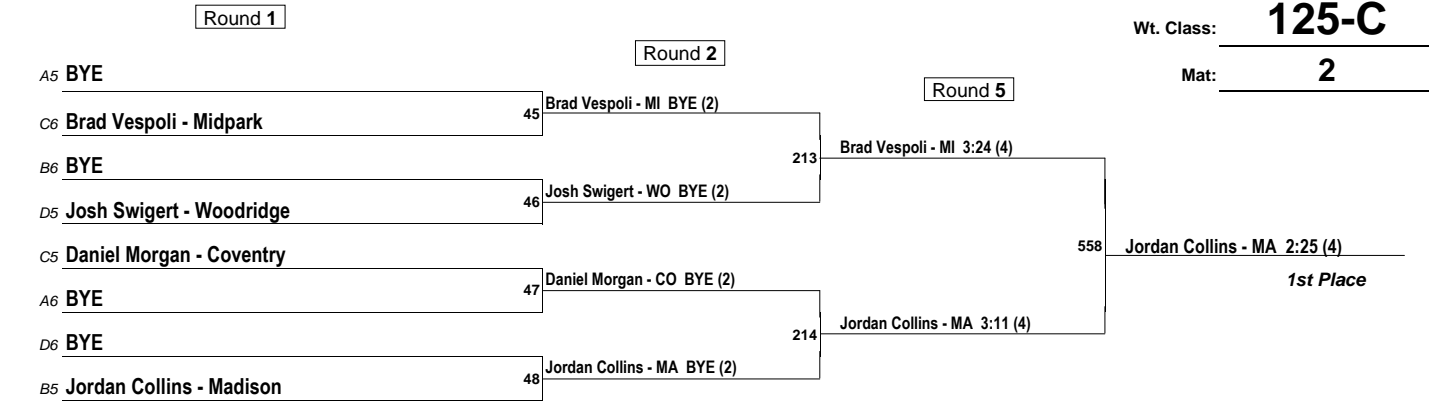 Round 1
Wt. Class: 125-C
Round 2
Mat: 2
A5 BYE
Round 5
45 Brad Vespoli - MI BYE (2)
C6 Brad Vespoli - Midpark
213 Brad Vespoli - MI 3:24 (4)
B6 BYE
46 Josh Swigert - WO BYE (2)
D5 Josh Swigert - Woodridge
558 Jordan Collins - MA 2:25 (4)
C5 Daniel Morgan - Coventry
1st Place
47 Daniel Morgan - CO BYE (2)
A6 BYE
214 Jordan Collins - MA 3:11 (4)
D6 BYE
48 Jordan Collins - MA BYE (2)
B5 Jordan Collins - Madison